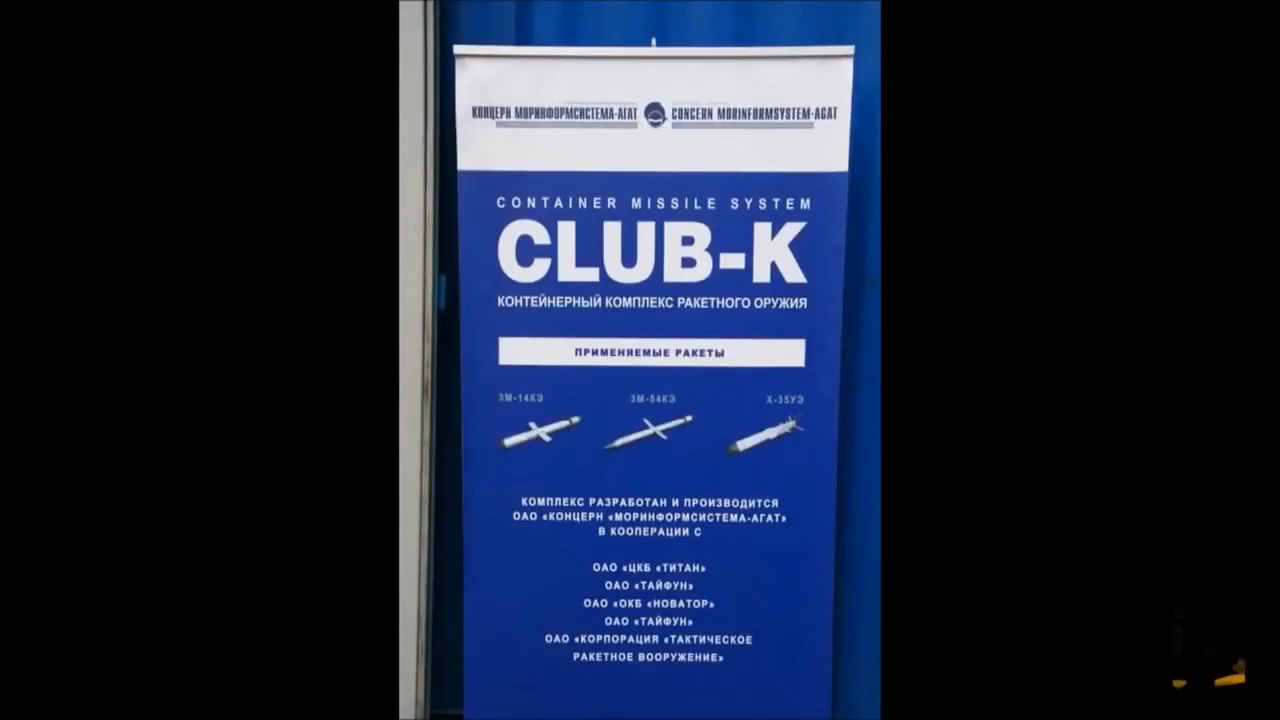 КОНЦЕРН МОРИНФОРМСИСТЕМА-АГАТ CONCERN MORINFORMSYSTEM-AGAT
CONTAINER MISSILE SYSTEM
CLUB-K
КОНТЕЙНЕРНЫЙ КОМПЛЕКС РАКЕТНОГО ОРУЖИЯ
ПРИМЕНЯЕМЫЕ РАКЕТЫ
3М-14КЭ 3М-54КЭ Х-35УЭ
КОМПЛЕКС РАЗРАБОТАН И ПРОИЗВОДИТСЯ
ОАО «КОНЦЕРН «МОРИНФОРМСИСТЕМА-АГАТ»
В КООПЕРАЦИИ С
ОАО «ЦКБ «ТИТАН»
ОАО «ТАЙФУН»
ОАО «ОКБ «НОВАТОР»
ОАО «ТАЙФУН»
ОАО «КОРПОРАЦИЯ «ТАКТИЧЕСКОЕ
РАКЕТНОЕ ВООРУЖЕНИЕ»